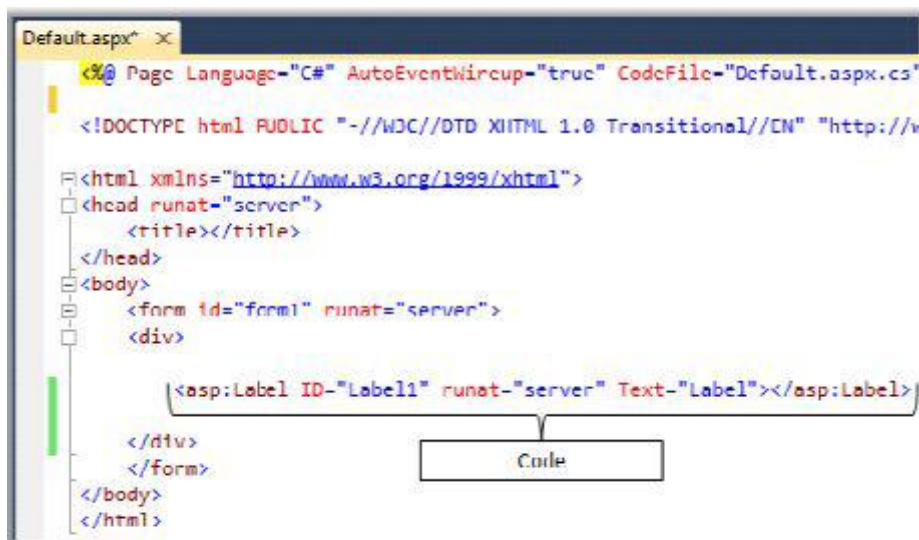 Default.aspx*
<%@ Page Language="C#" AutoEventWireup="true" CodeFile="Default.aspx.cs"
<!DOCTYPE html PUBLIC "-//W3C//DTD XHTML 1.0 Transitional//EN" "http://w
<html xmlns="http://www.w3.org/1999/xhtml">
<head runat="server">
<title></title>
</head>
<body>
<form id="form1" runat="server">
<div>
<asp:Label ID="Label1" runat="server" Text="Label"></asp:Label>
</div>
Code
</form>
</body>
</html>